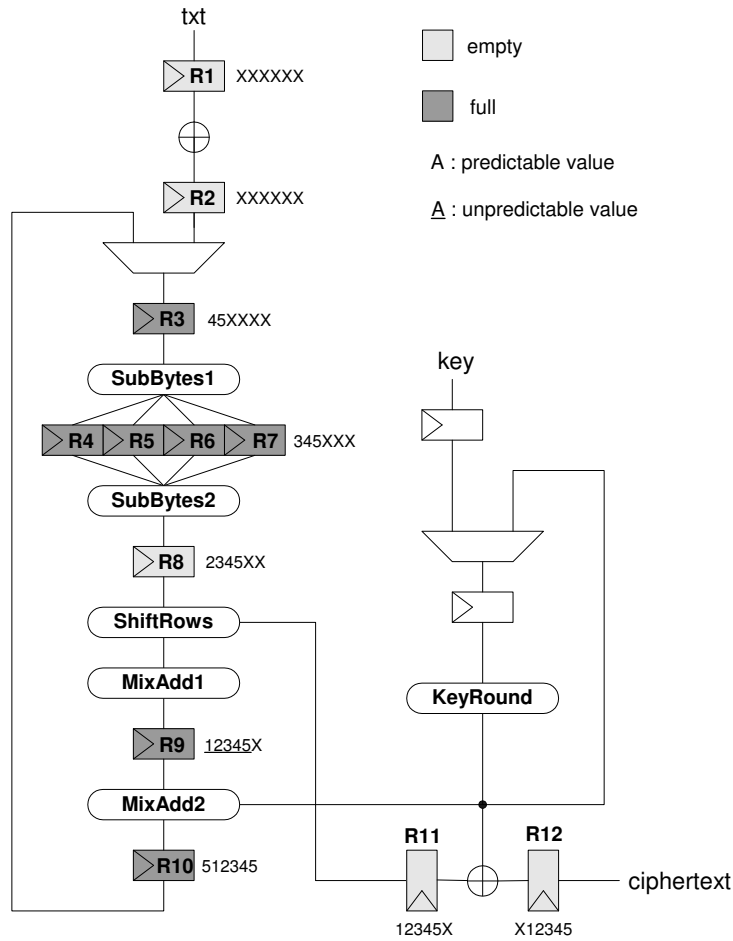 txt
R1 XXXXXX
empty
full
A : predictable value
R2 XXXXXX
A : unpredictable value
R3 45XXXX
SubBytes1
key
R4 R5 R6 R7 345XXX
SubBytes2
R8 2345XX
ShiftRows
MixAdd1
KeyRound
R9 12345X
MixAdd2
R11 R12
R10 512345
ciphertext
12345X X12345